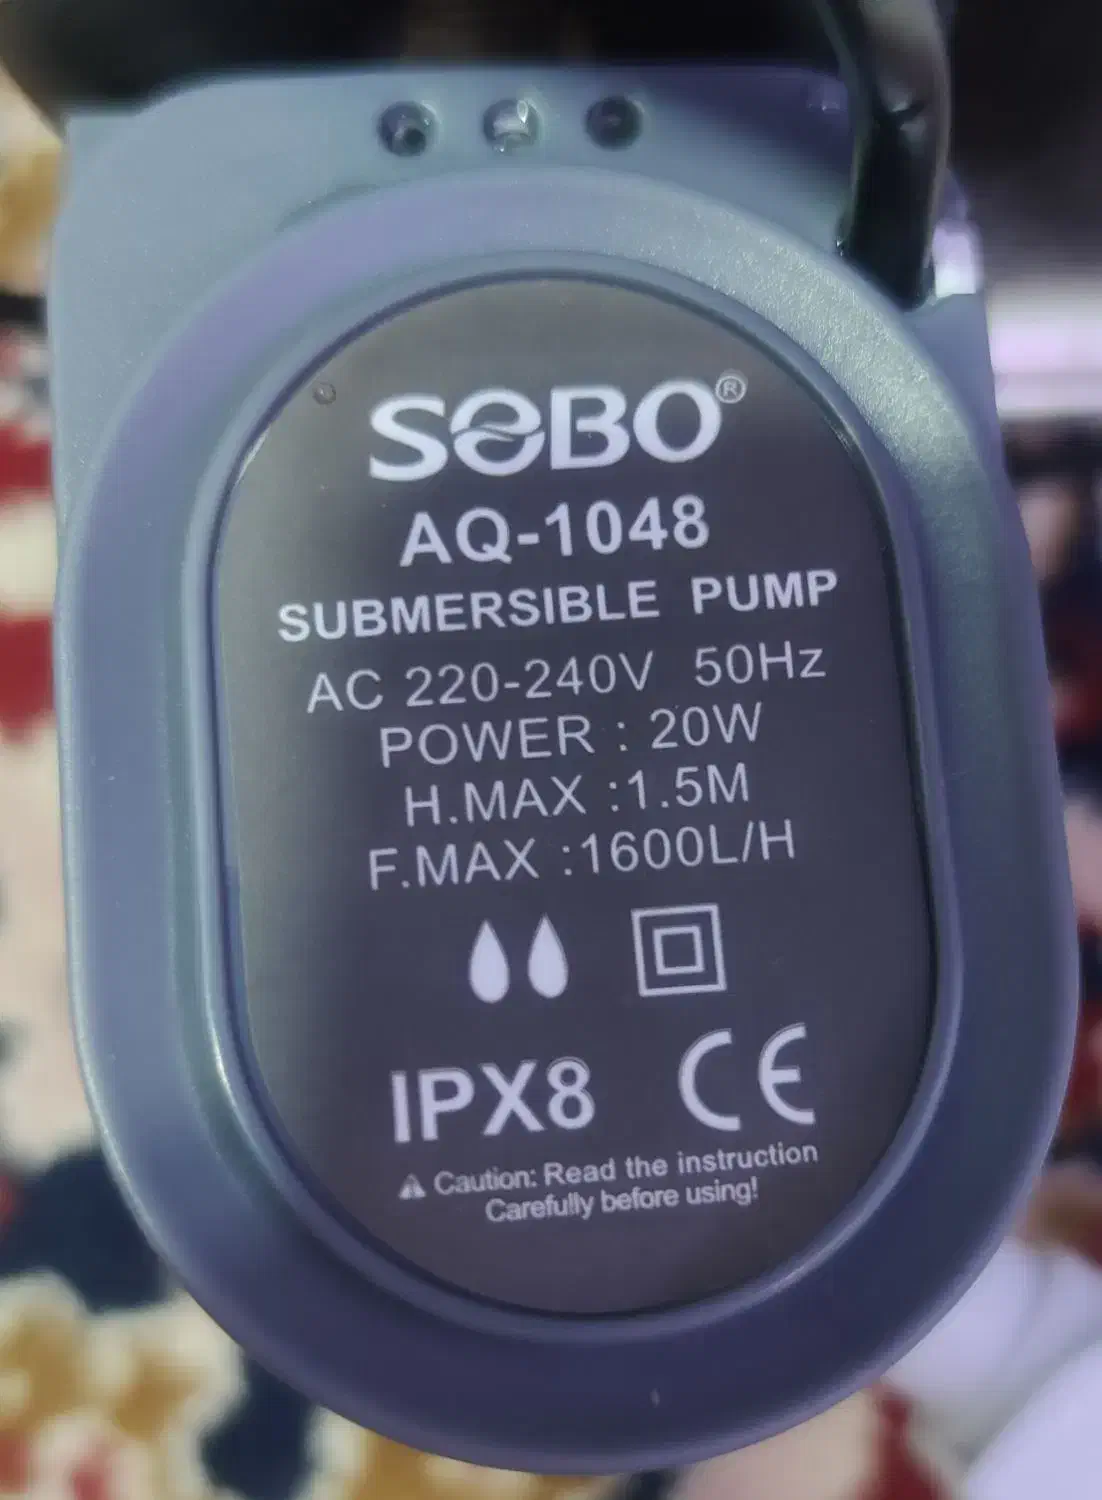 SOBO®
AQ-1048
SUBMERSIBLE PUMP
AC 220-240V 50Hz
POWER : 20W
H.MAX :1.5M
F.MAX :1600L/H
IPX8 CE
⚠ Caution: Read the instruction
Carefully before using!